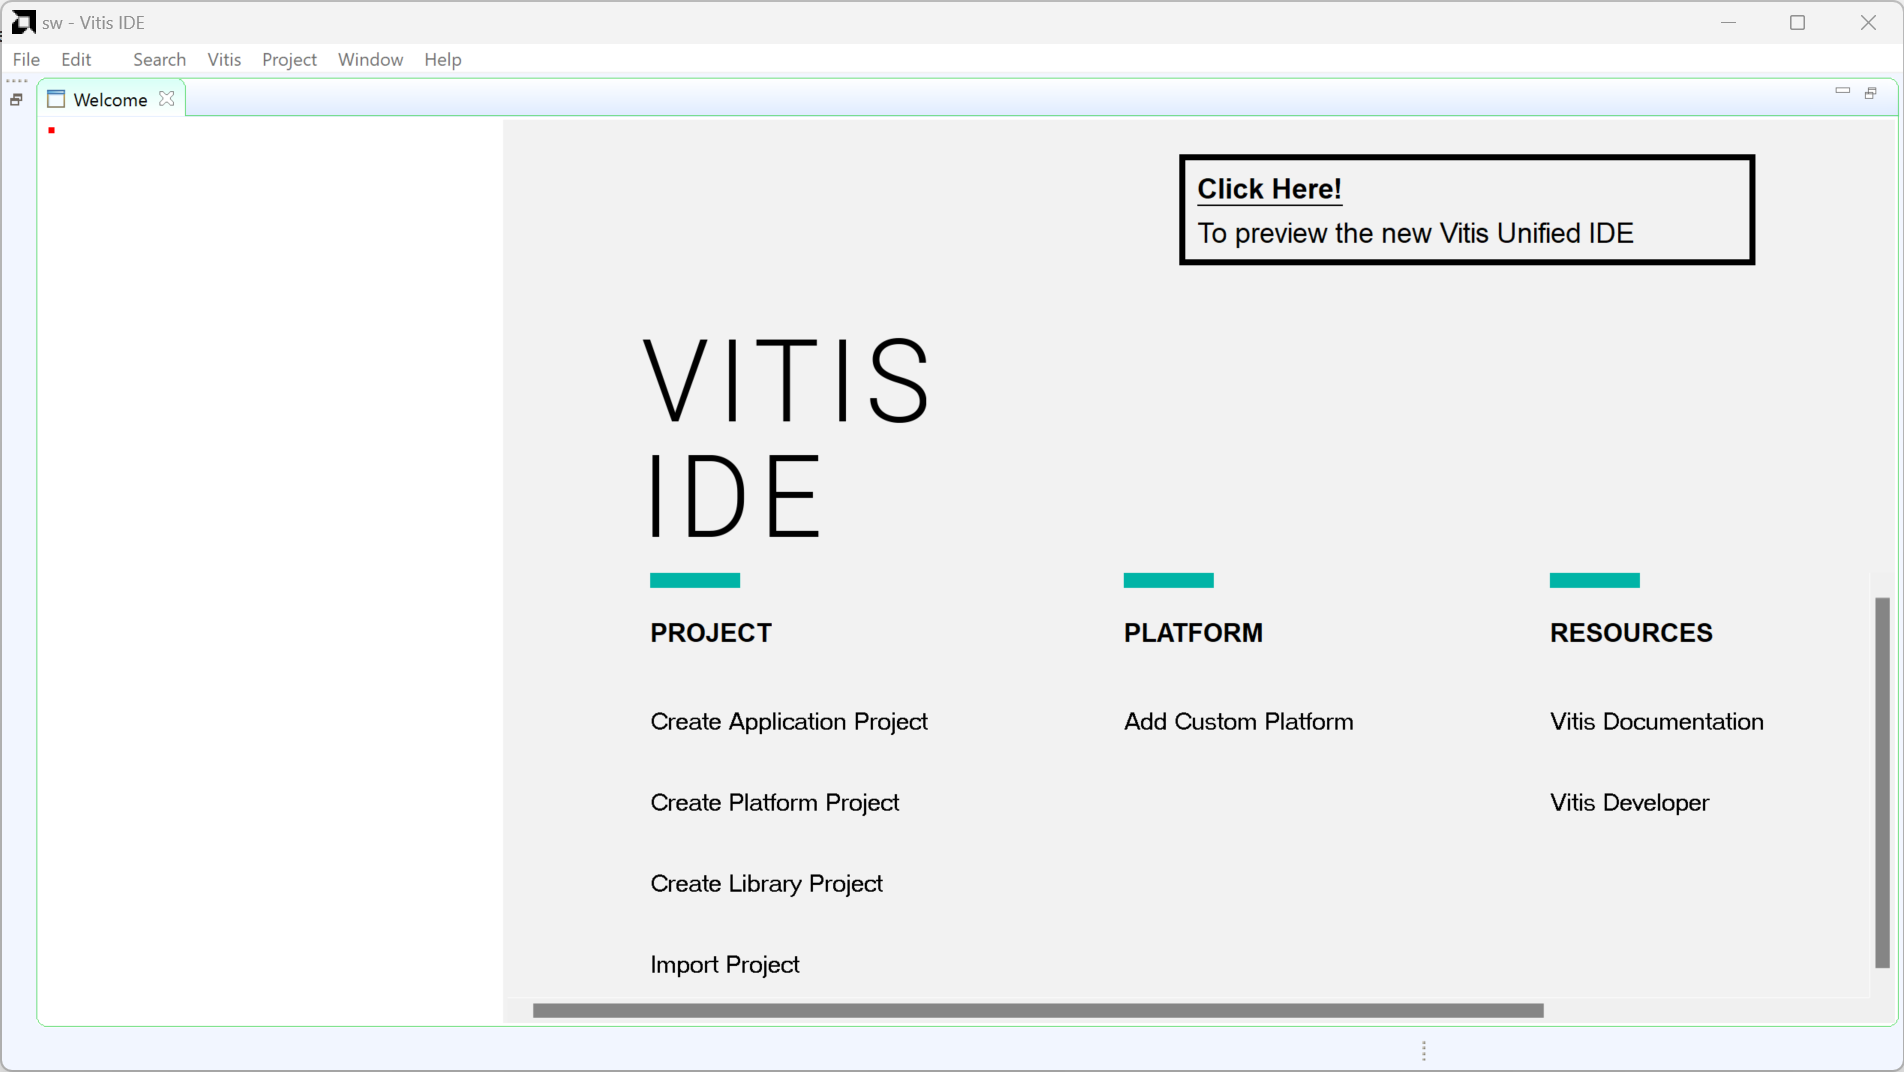 sw - Vitis IDE
File Edit Search Vitis Project Window Help
Welcome
Click Here!
To preview the new Vitis Unified IDE
VITIS
IDE
PROJECT
Create Application Project
Create Platform Project
Create Library Project
Import Project
PLATFORM
Add Custom Platform
RESOURCES
Vitis Documentation
Vitis Developer